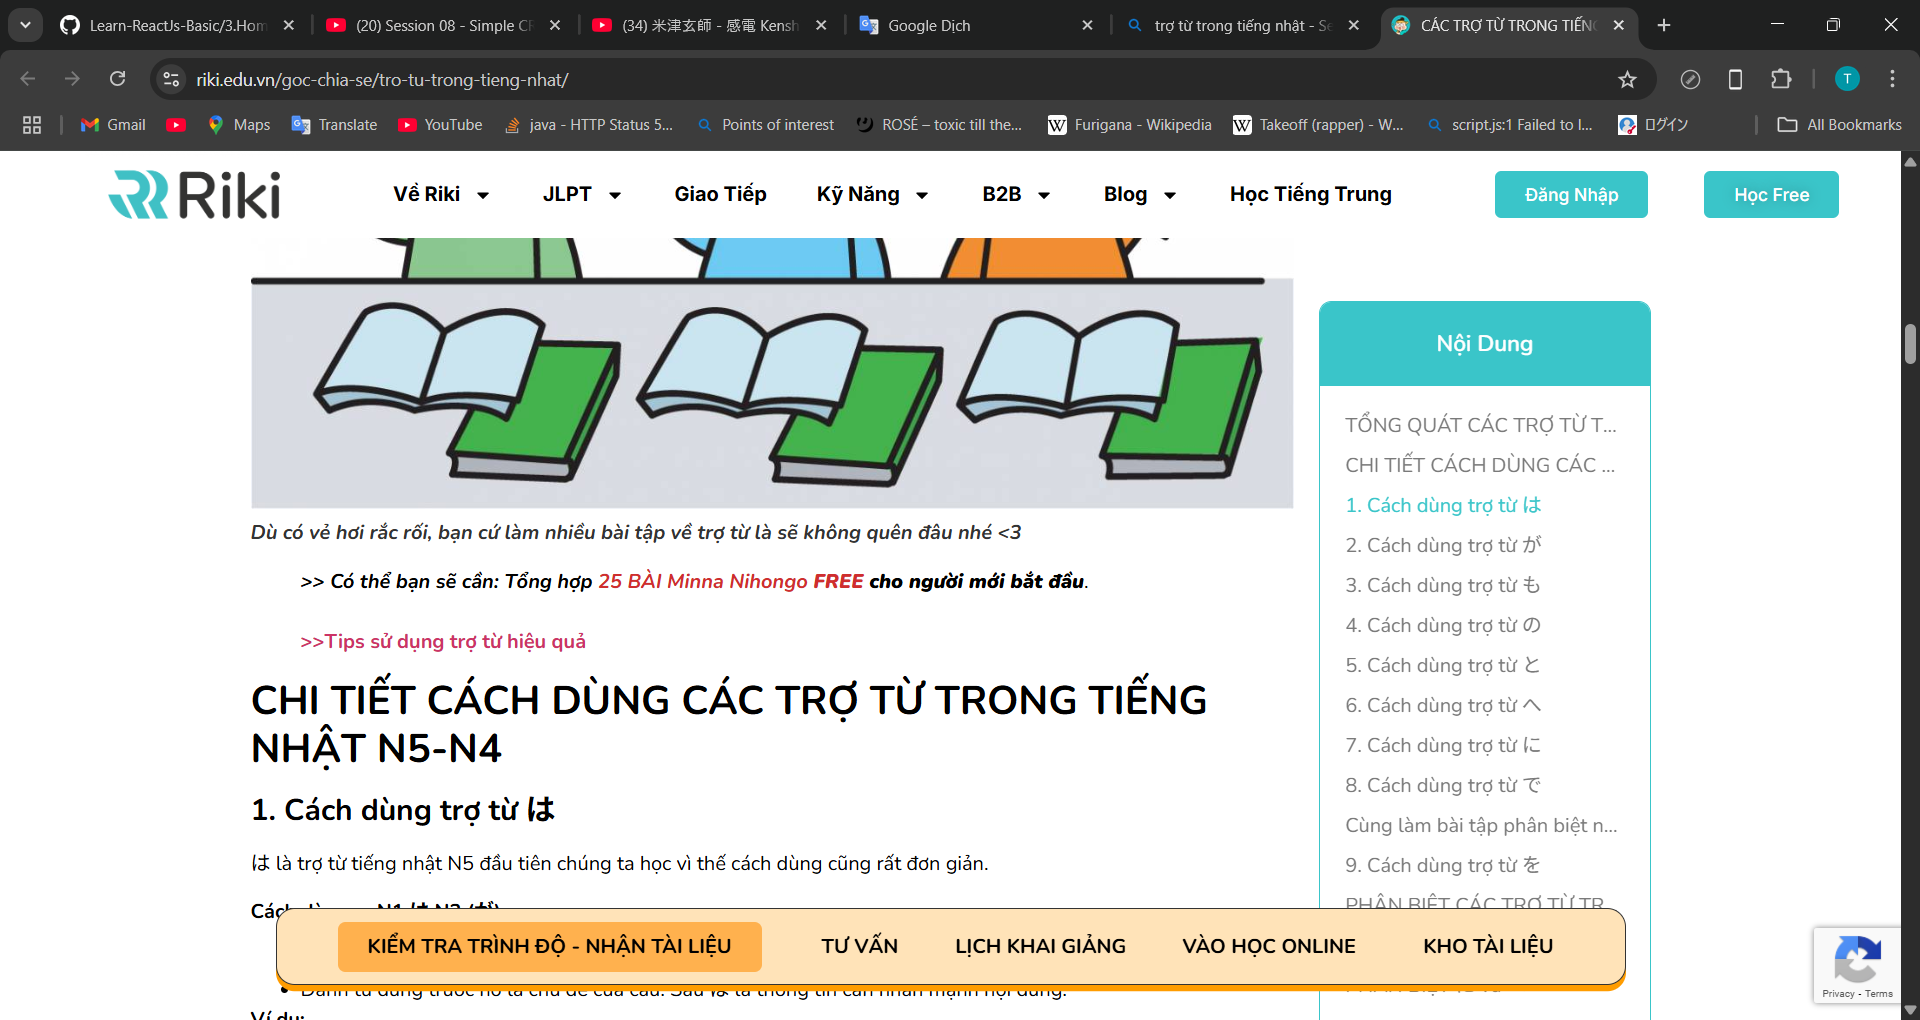 Learn-ReactJs-Basic/3.Hom
(20) Session 08 - Simple CR
(34) 米津玄師 - 感電 Kensh
Google Dịch
trợ từ trong tiếng nhật - Se
CÁC TRỢ TỪ TRONG TIẾNG
riki.edu.vn/goc-chia-se/tro-tu-trong-tieng-nhat/
T
Gmail
Maps
Translate
YouTube
java - HTTP Status 5...
Points of interest
ROSÉ – toxic till the...
Furigana - Wikipedia
Takeoff (rapper) - W...
script.js:1 Failed to l...
ログイン
All Bookmarks
Riki
Về Riki
JLPT
Giao Tiếp
Kỹ Năng
B2B
Blog
Học Tiếng Trung
Đăng Nhập
Học Free
Dù có vẻ hơi rắc rối, bạn cứ làm nhiều bài tập về trợ từ là sẽ không quên đâu nhé <3
>> Có thể bạn sẽ cần: Tổng hợp 25 BÀI Minna Nihongo FREE cho người mới bắt đầu.
>>Tips sử dụng trợ từ hiệu quả
CHI TIẾT CÁCH DÙNG CÁC TRỢ TỪ TRONG TIẾNG
NHẬT N5-N4
1. Cách dùng trợ từ は
は là trợ từ tiếng nhật N5 đầu tiên chúng ta học vì thế cách dùng cũng rất đơn giản.
Nội Dung
TỔNG QUÁT CÁC TRỢ TỪ T...
CHI TIẾT CÁCH DÙNG CÁC ...
1. Cách dùng trợ từ は
2. Cách dùng trợ từ が
3. Cách dùng trợ từ も
4. Cách dùng trợ từ の
5. Cách dùng trợ từ と
6. Cách dùng trợ từ へ
7. Cách dùng trợ từ に
8. Cách dùng trợ từ で
Cùng làm bài tập phân biệt n...
9. Cách dùng trợ từ を
PHÂN BIỆT CÁC TRỢ TỪ TR...
KIỂM TRA TRÌNH ĐỘ - NHẬN TÀI LIỆU
TƯ VẤN
LỊCH KHAI GIẢNG
VÀO HỌC ONLINE
KHO TÀI LIỆU
Privacy - Terms